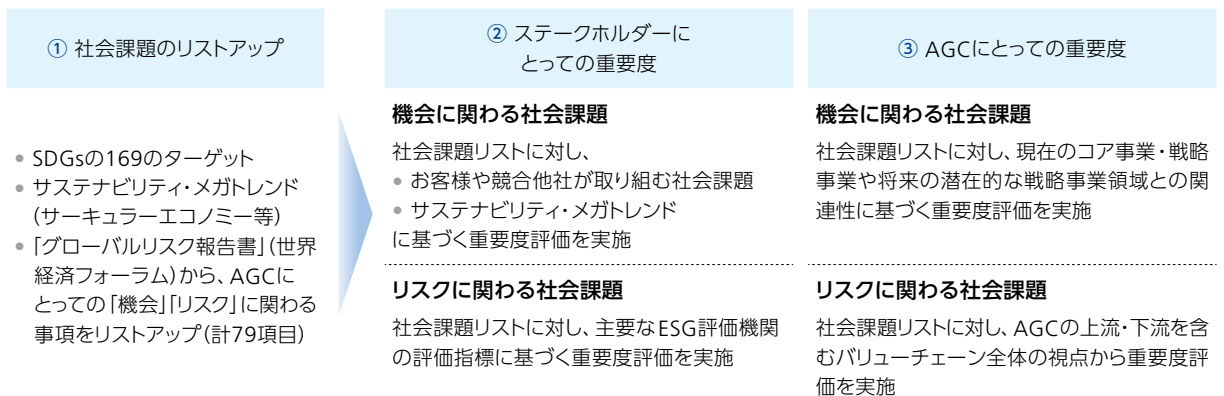 ① 社会課題のリストアップ
• SDGsの169のターゲット
• サステナビリティ・メガトレンド
(サーキュラーエコノミー等)
• 「グローバルリスク報告書」(世界
経済フォーラム)から、AGCに
とっての「機会」「リスク」に関わる
事項をリストアップ(計79項目)
② ステークホルダーに
とっての重要度
機会に関わる社会課題
社会課題リストに対し、
• お客様や競合他社が取り組む社会課題
• サステナビリティ・メガトレンド
に基づく重要度評価を実施
リスクに関わる社会課題
社会課題リストに対し、主要なESG評価機関
の評価指標に基づく重要度評価を実施
③ AGCにとっての重要度
機会に関わる社会課題
社会課題リストに対し、現在のコア事業・戦略
事業や将来の潜在的な戦略事業領域との関
連性に基づく重要度評価を実施
リスクに関わる社会課題
社会課題リストに対し、AGCの上流・下流を含
むバリューチェーン全体の視点から重要度評
価を実施